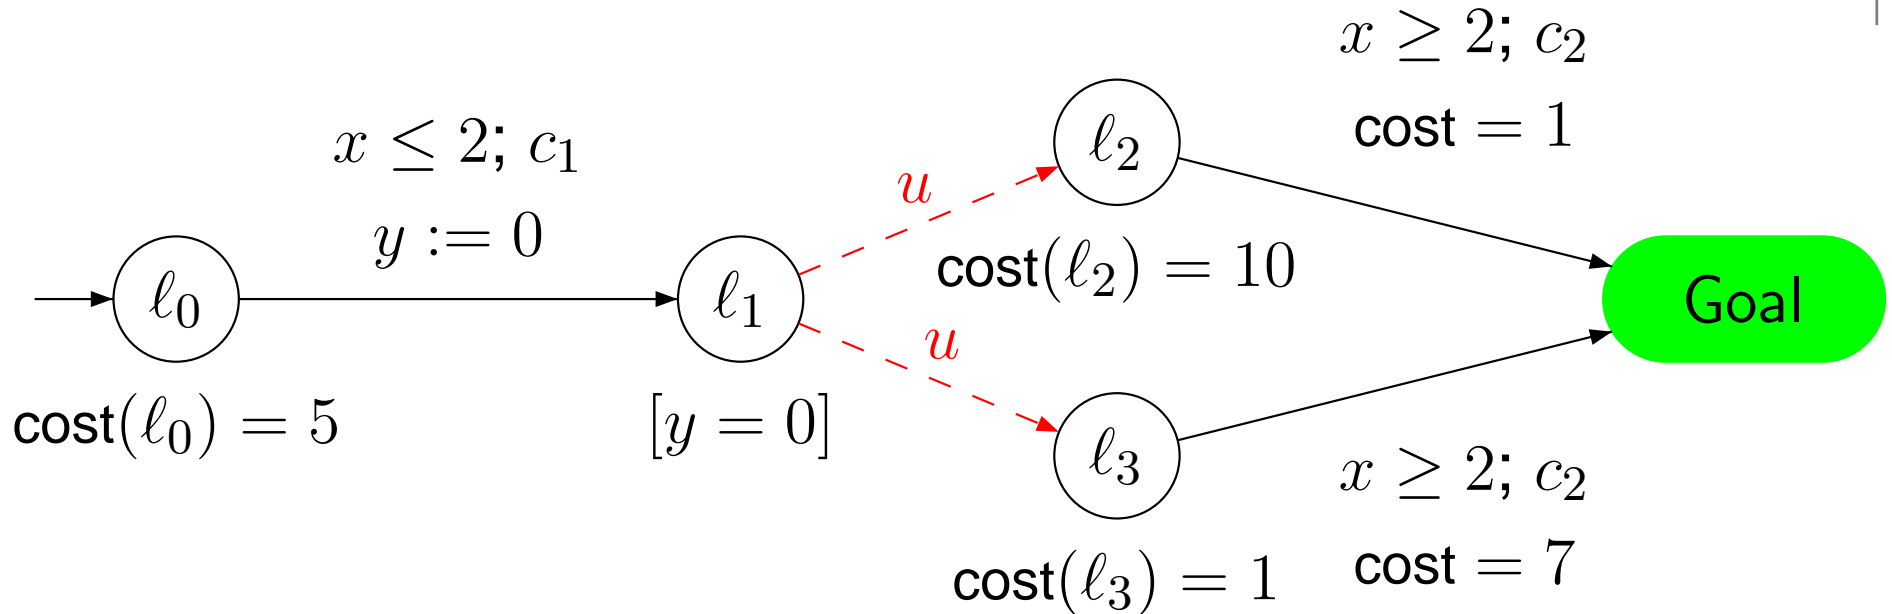 x ≥ 2; c₂
cost = 1
x ≤ 2; c₁
y := 0
ℓ₀
cost(ℓ₀) = 5
ℓ₁
[y = 0]
u
u
ℓ₂
cost(ℓ₂) = 10
ℓ₃
cost(ℓ₃) = 1
Goal
x ≥ 2; c₂
cost = 7